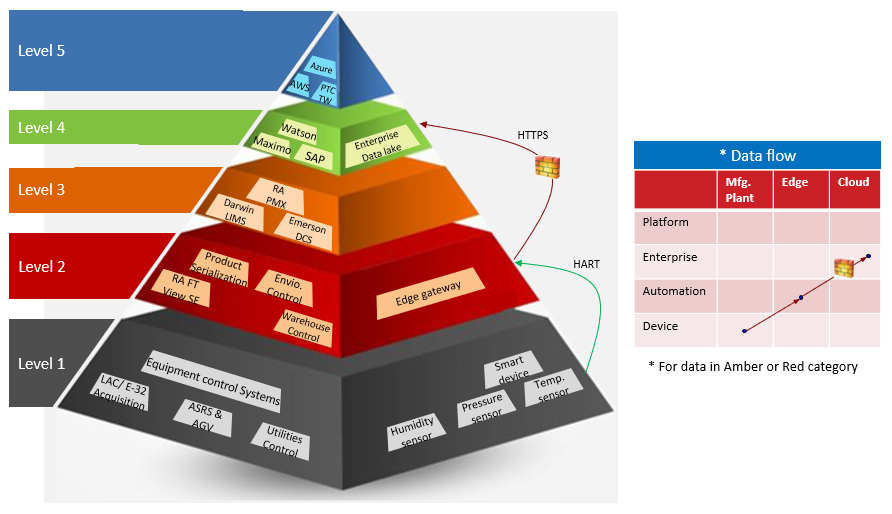 Level 5
Azure
AWS
PTC
TW
Level 4
Watson
Maximo
SAP
Enterprise
Data lake
HTTPS
Level 3
RA
PMX
Darwin
LIMS
Emerson
DCS
Level 2
Product
Serialization
RA FT
View SE
Envio.
Control
Warehouse
Control
Edge gateway
HART
Level 1
Equipment control Systems
LAC/ E-32
Acquisition
ASRS &
AGV
Utilities
Control
Smart
device
Temp.
sensor
Pressure
sensor
Humidity
sensor
* Data flow
Mfg. Edge Cloud
Plant
Platform
Enterprise
Automation
Device
* For data in Amber or Red category